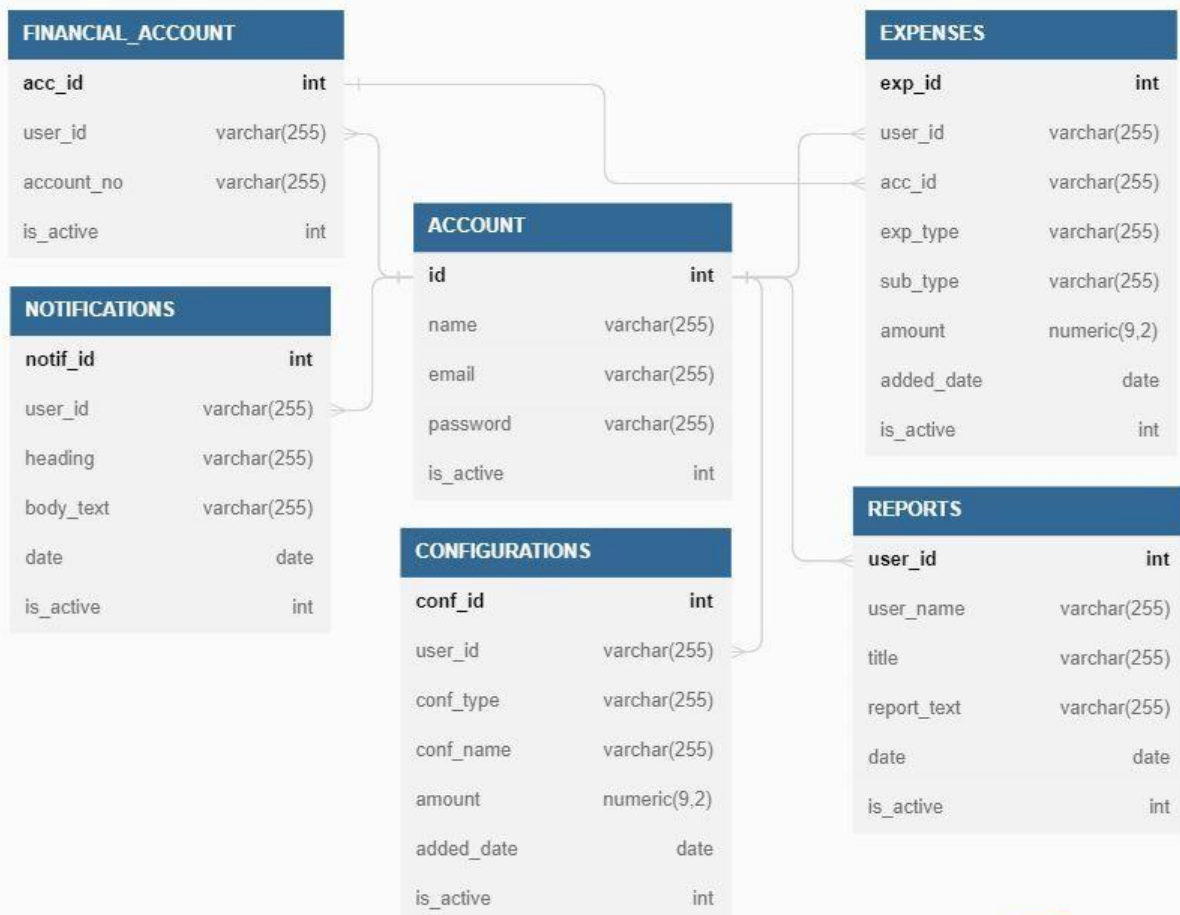 FINANCIAL_ACCOUNT
acc_id int
user_id varchar(255)
account_no varchar(255)
is_active int
NOTIFICATIONS
notif_id int
user_id varchar(255)
heading varchar(255)
body_text varchar(255)
date date
is_active int
ACCOUNT
id int
name varchar(255)
email varchar(255)
password varchar(255)
is_active int
CONFIGURATIONS
conf_id int
user_id varchar(255)
conf_type varchar(255)
conf_name varchar(255)
amount numeric(9,2)
added_date date
is_active int
EXPENSES
exp_id int
user_id varchar(255)
acc_id varchar(255)
exp_type varchar(255)
sub_type varchar(255)
amount numeric(9,2)
added_date date
is_active int
REPORTS
user_id int
user_name varchar(255)
title varchar(255)
report_text varchar(255)
date date
is_active int